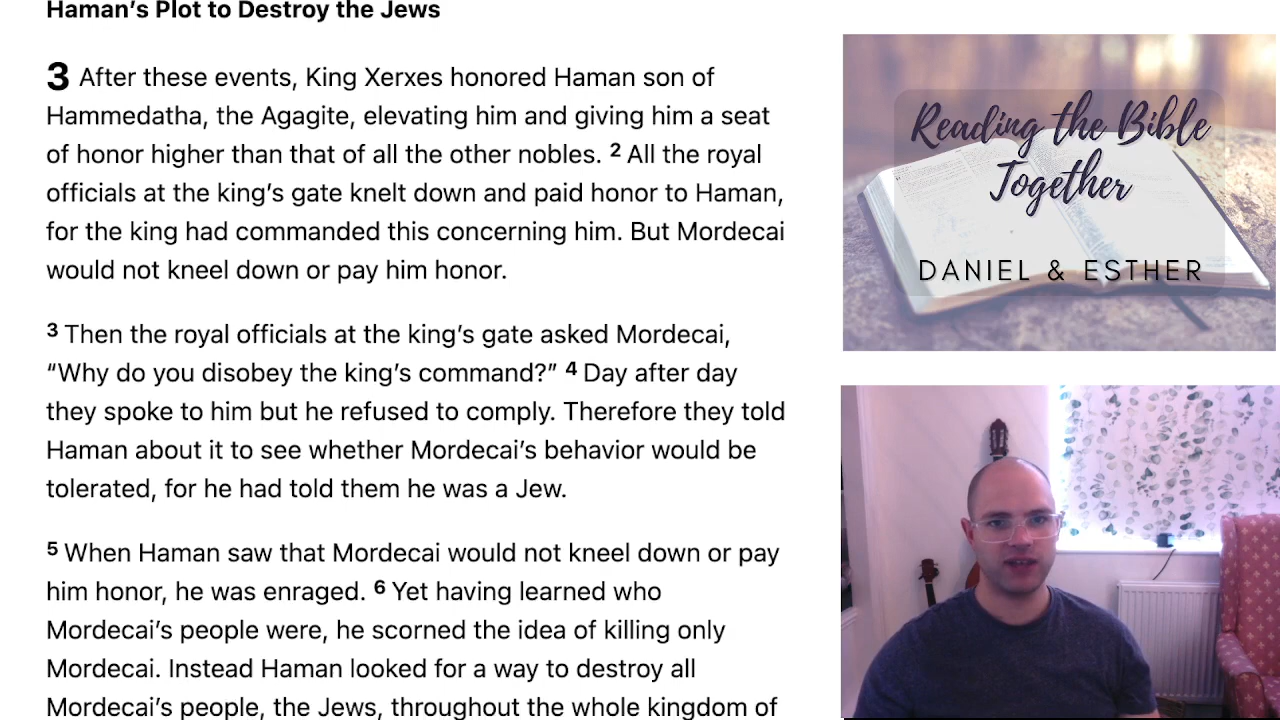 Haman’s Plot to Destroy the Jews
3 After these events, King Xerxes honored Haman son of
Hammedatha, the Agagite, elevating him and giving him a seat
of honor higher than that of all the other nobles. 2 All the royal
officials at the king’s gate knelt down and paid honor to Haman,
for the king had commanded this concerning him. But Mordecai
would not kneel down or pay him honor.
3 Then the royal officials at the king’s gate asked Mordecai,
“Why do you disobey the king’s command?” 4 Day after day
they spoke to him but he refused to comply. Therefore they told
Haman about it to see whether Mordecai’s behavior would be
tolerated, for he had told them he was a Jew.
5 When Haman saw that Mordecai would not kneel down or pay
him honor, he was enraged. 6 Yet having learned who
Mordecai’s people were, he scorned the idea of killing only
Mordecai. Instead Haman looked for a way to destroy all
Mordecai’s people, the Jews, throughout the whole kingdom of
Reading the Bible
Together
DANIEL & ESTHER